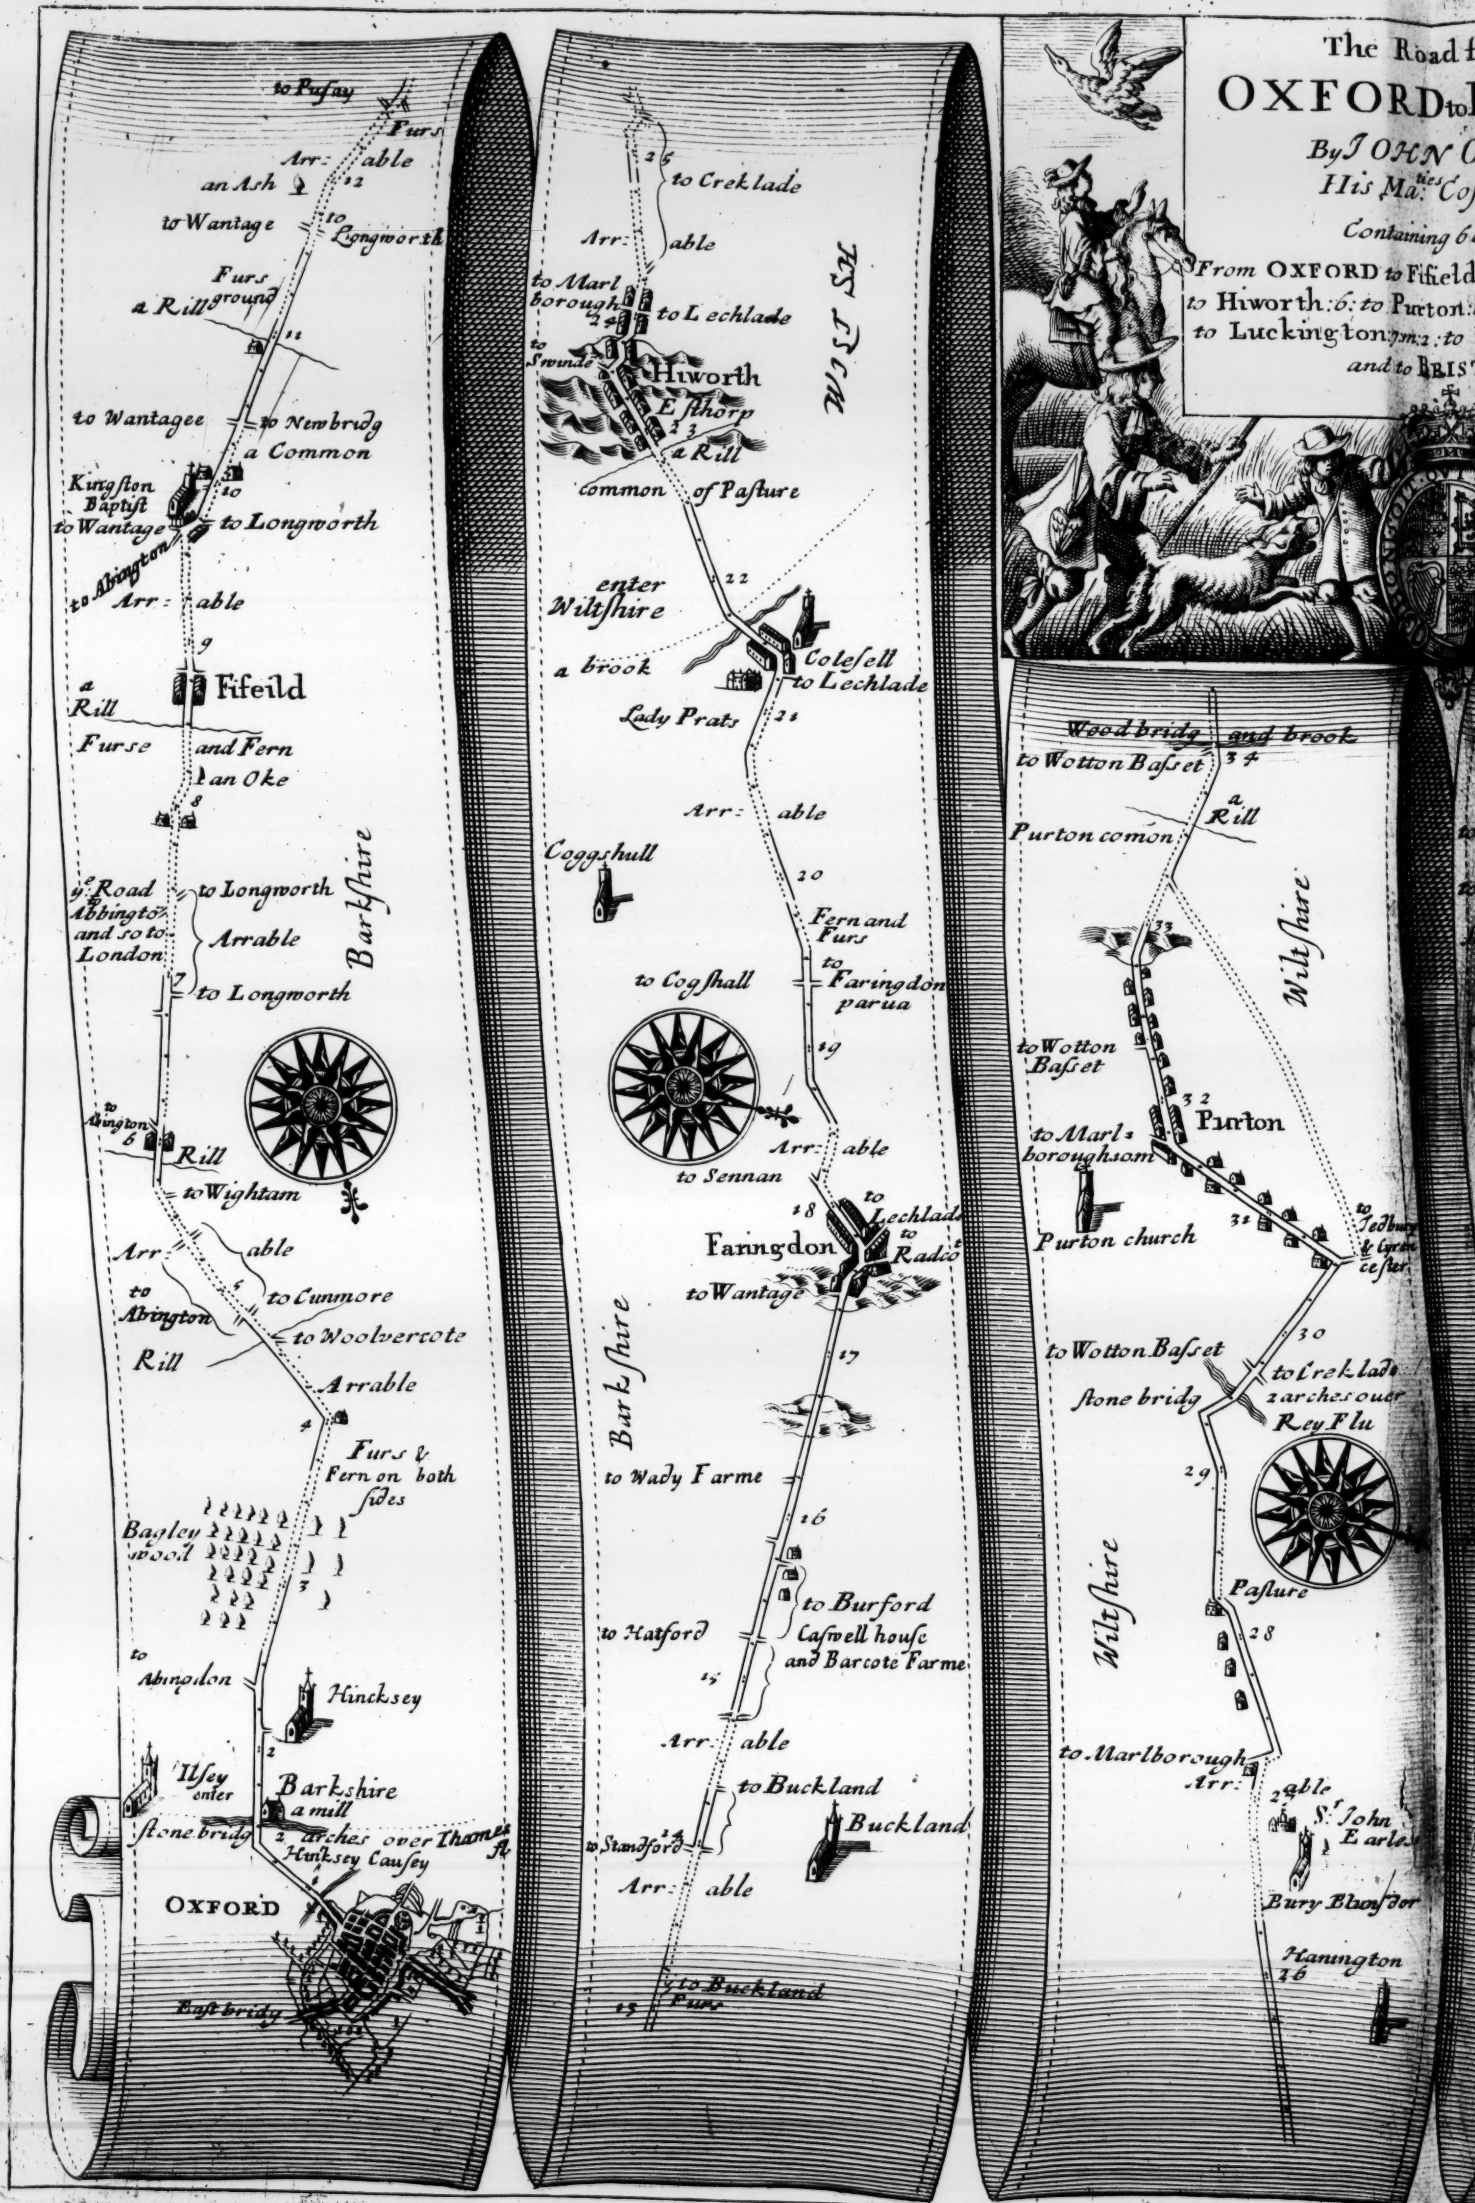 The Road f
OXFORD to
By JOHN O
His Ma.ties Cos
Containing 6
From OXFORD to Fifield
to Hiworth: 6: to Purton:
to Luckington: 9m2: to
and to BRIS
to Pusay
Furs
Arr: able
an Ash
12
to Wantage
to Longworth
Furs ground
a Rill
11
to Wantagee
to Newbridg
a Common
Kingston Baptist
10
to Wantage
to Longworth
to Abington
Arr: able
9
Fifeild
a Rill
Furse and Fern
an Oke
8
ye Road to Abbington and so to London
to Longworth
Arrable
Barkshire
7
to Longworth
to Abington
6
Rill
to Wightam
Arr: able
5
to Abington
to Cunmore
to Woolvercote
Rill
Arrable
4
Furs & Fern on both sides
Bagley wood
3
to Abingdon
Hincksey
2
Ilsey
enter Barkshire
a mill
stone bridg 2 arches over Thames fl
Hinksey Causey
1
OXFORD
East bridg
25
to Creklade
Arr: able
to Marlborough
24
to Lechlade
to Swinde
Hiworth
WILTSH
Esthorp
23
a Rill
common of Pasture
22
enter Wiltshire
a brook
Colesell
to Lechlade
Lady Prats
21
Arr: able
Coggshull
20
Fern and Furs
to Cogshall
to Faringdon parua
19
Arr: able
to Sennan
18
to Lechlade
to Radcot
Faringdon
to Wantage
Barkshire
17
to Wady Farme
16
to Burford
to Hatford
Caswell house and Barcote Farme
15
Arr: able
to Buckland
Buckland
14
to Standford
Arr: able
to Buckland
Furs
13
Wood bridg and brook
to Wotton Basset
34
a Rill
Purton comon
33
Wiltshire
to Wotton Basset
32
Purton
to Marlborough
Purton church
31
to Tedbury & Cyrencester
30
to Wotton Basset
to Creklade
stone bridg 2 arches ouer Rey Flu
29
Pasture
28
Wiltshire
to Marlborough
Arr: able
27
Sr John Earles
Bury Blunsdor
Hanington
26